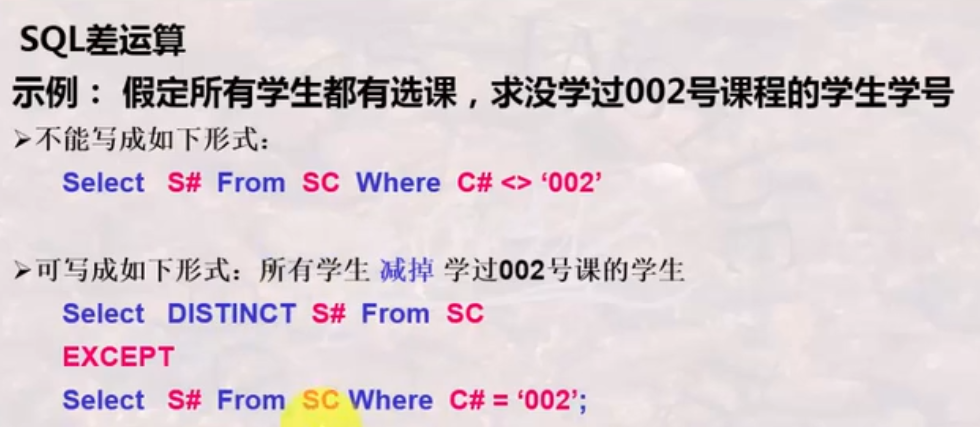 SQL差运算
示例：假定所有学生都有选课，求没学过002号课程的学生学号
➢不能写成如下形式：
Select S# From SC Where C# <> ‘002’
➢可写成如下形式：所有学生 减掉 学过002号课的学生
Select DISTINCT S# From SC
EXCEPT
Select S# From SC Where C# = ‘002’;